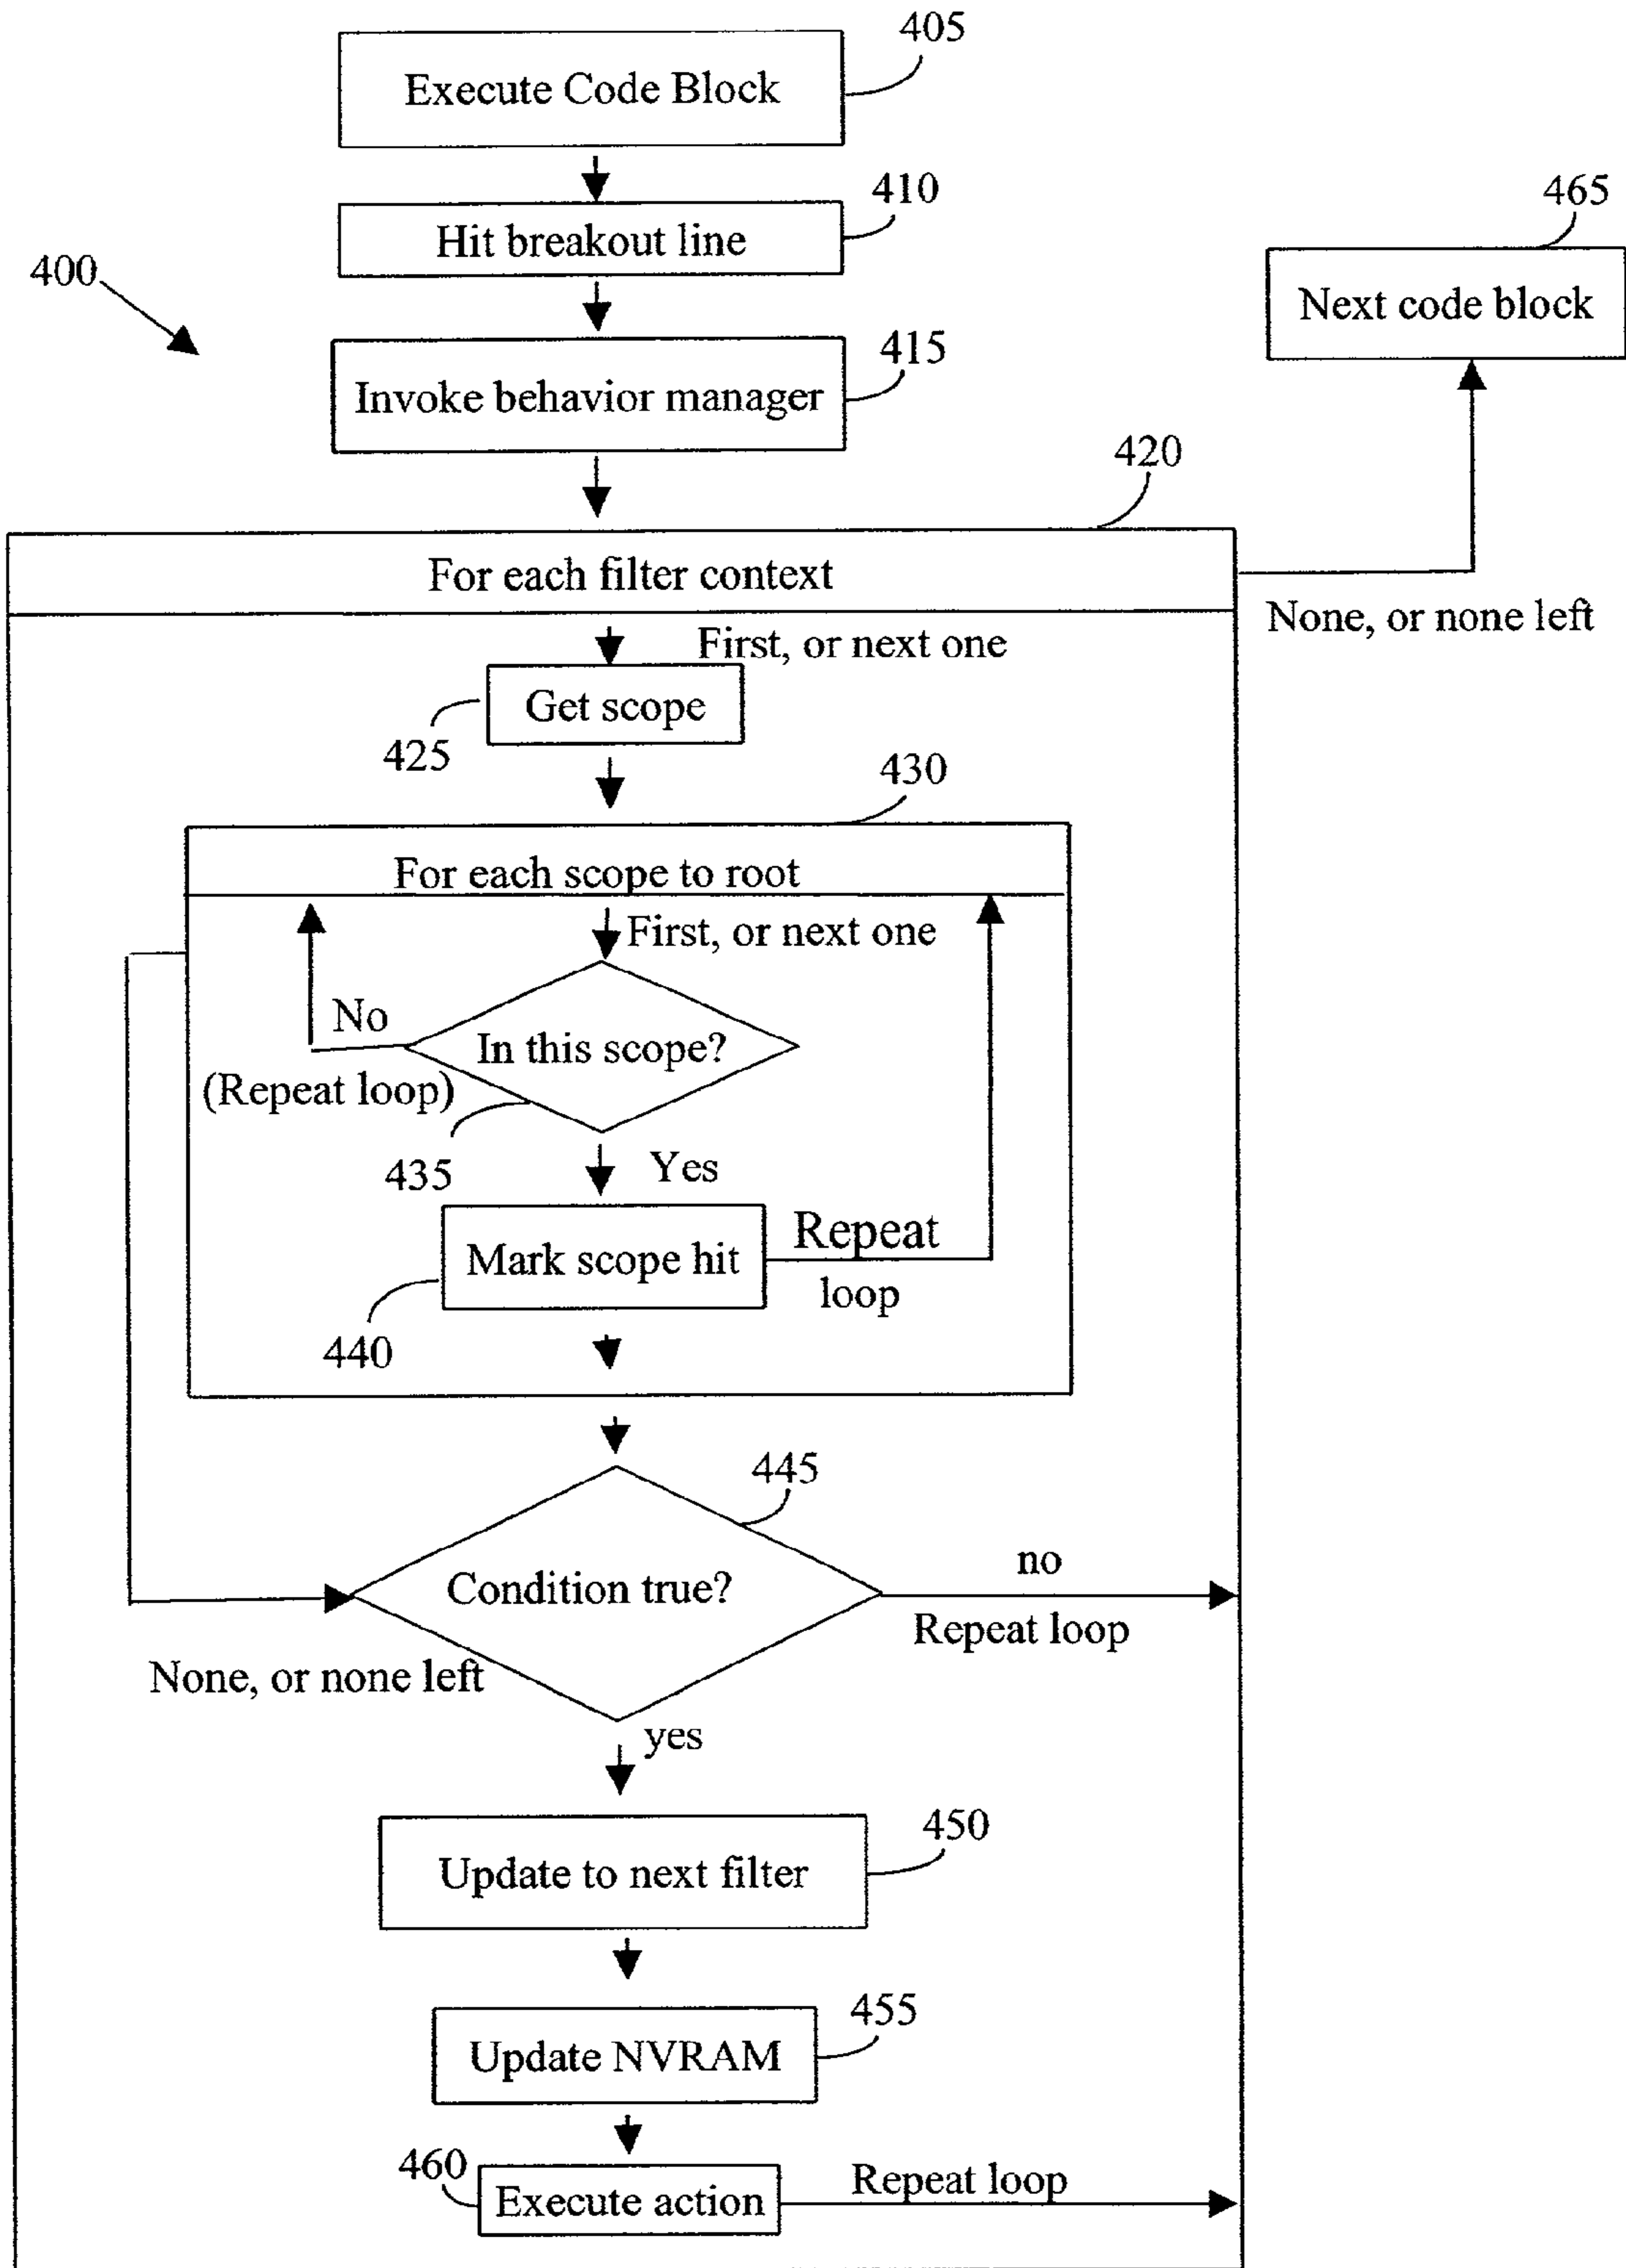 405
Execute Code Block
410
465
Hit breakout line
400
Next code block
415
Invoke behavior manager
420
For each filter context
None, or none left
First, or next one
Get scope
425
430
For each scope to root
First, or next one
No
In this scope?
(Repeat loop)
435
Yes
Repeat
Mark scope hit
loop
440
445
no
Condition true?
Repeat loop
None, or none left
yes
450
Update to next filter
455
Update NVRAM
460
Repeat loop
Execute action